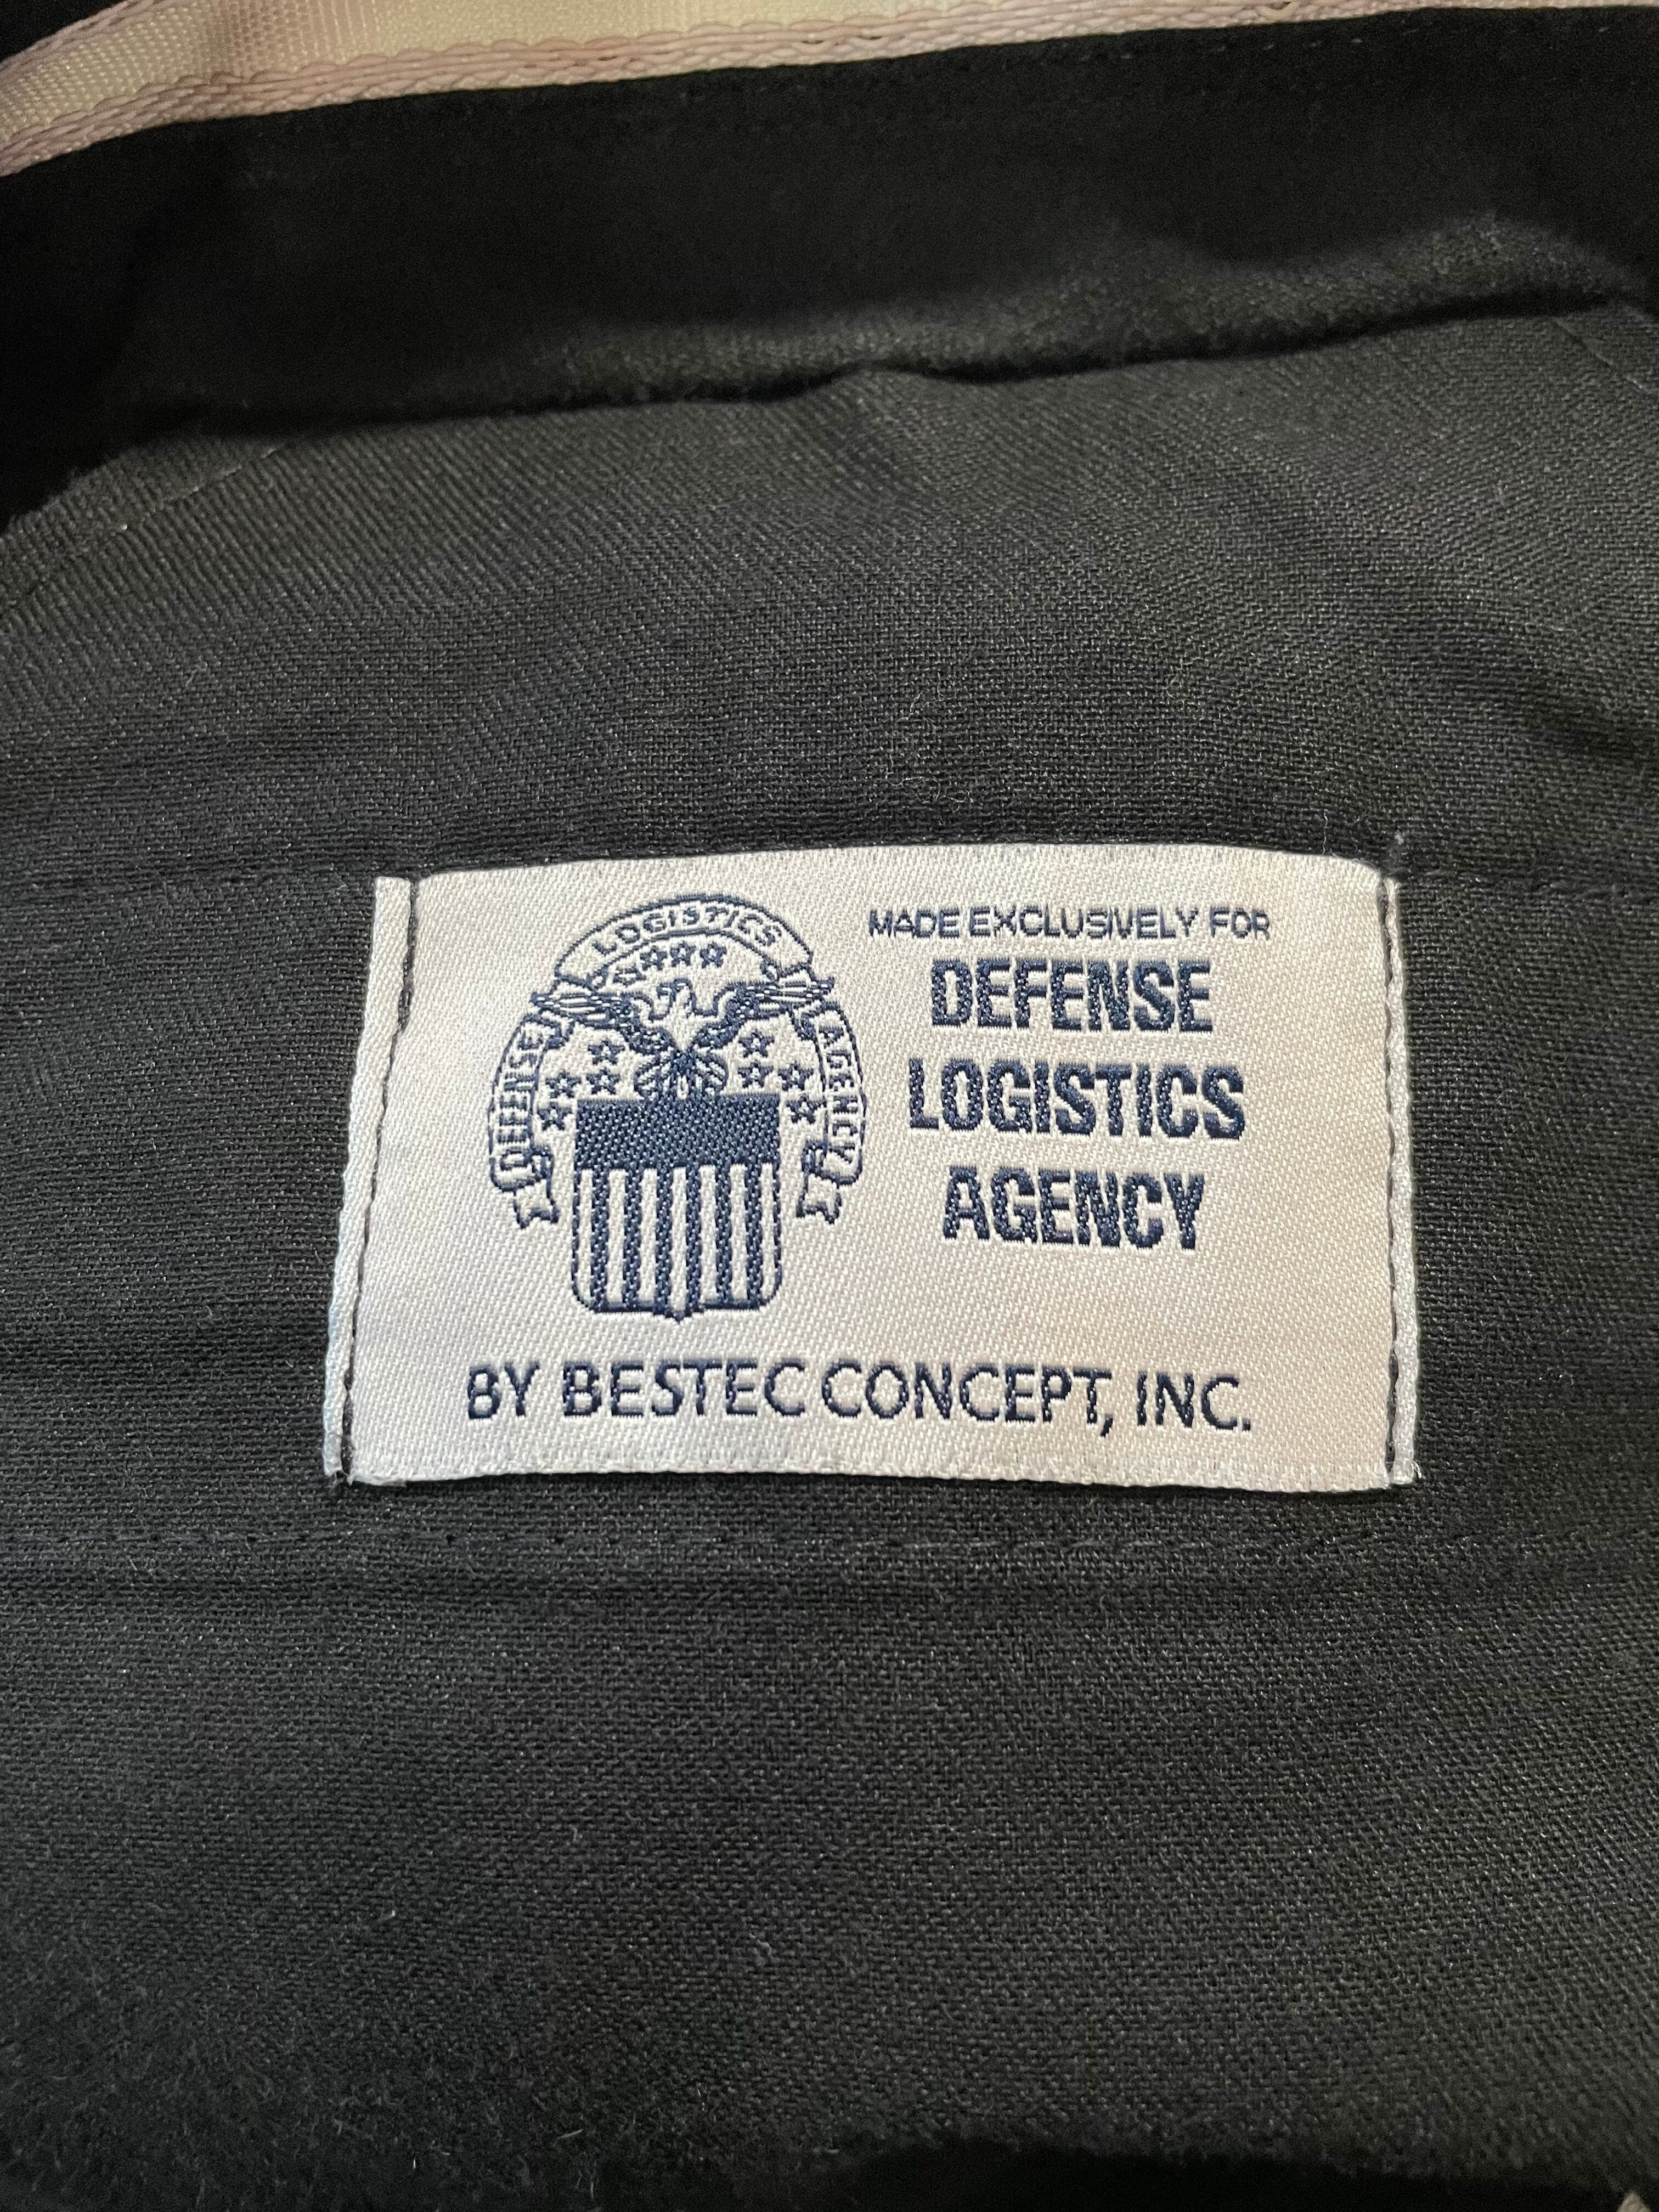 LOGISTICS
DEFENSE
AGENCY
MADE EXCLUSIVELY FOR
DEFENSE
LOGISTICS
AGENCY
BY BESTEC CONCEPT, INC.